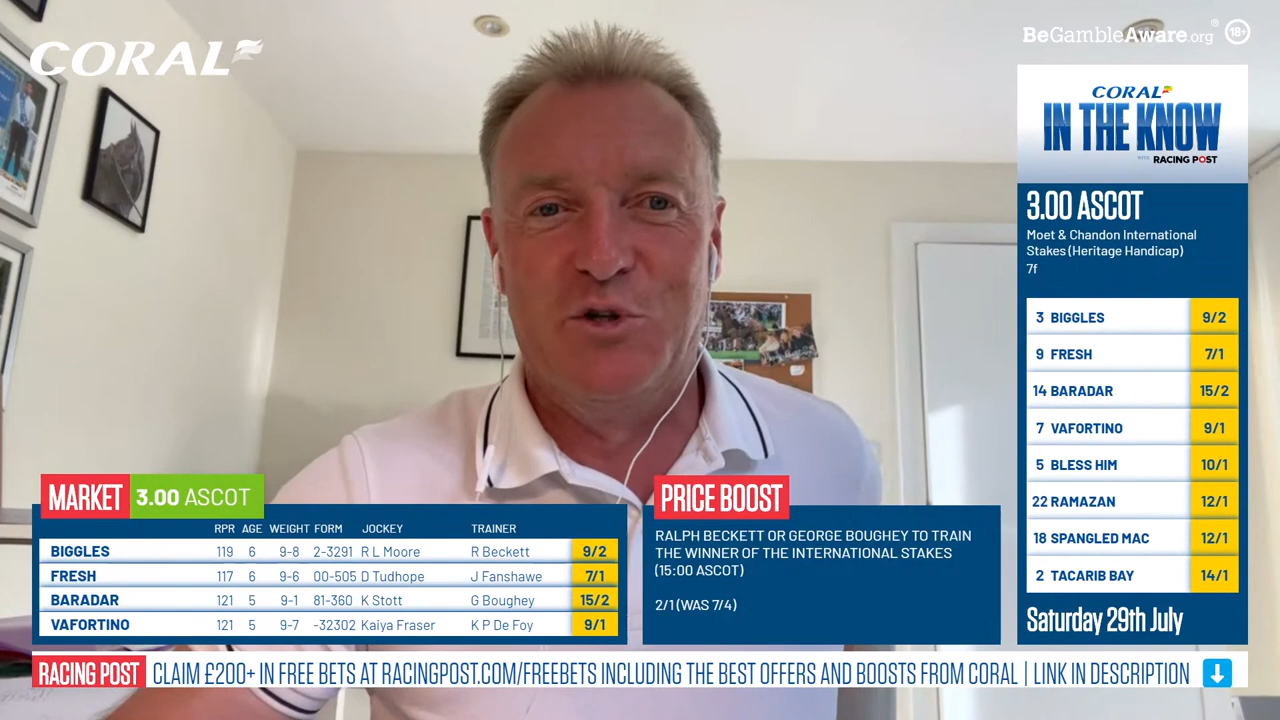 CORAL
BeGambleAware.org® 18+
CORAL
IN THE KNOW
WITH RACING POST
3.00 ASCOT
Moet & Chandon International
Stakes (Heritage Handicap)
7f
3 BIGGLES 9/2
9 FRESH 7/1
14 BARADAR 15/2
7 VAFORTINO 9/1
5 BLESS HIM 10/1
22 RAMAZAN 12/1
18 SPANGLED MAC 12/1
2 TACARIB BAY 14/1
Saturday 29th July
MARKET 3.00 ASCOT
RPR AGE WEIGHT FORM JOCKEY TRAINER
BIGGLES 119 6 9-8 2-3291 R L Moore R Beckett 9/2
FRESH 117 6 9-6 00-505 D Tudhope J Fanshawe 7/1
BARADAR 121 5 9-1 81-360 K Stott G Boughey 15/2
VAFORTINO 121 5 9-7 -32302 Kaiya Fraser K P De Foy 9/1
PRICE BOOST
RALPH BECKETT OR GEORGE BOUGHEY TO TRAIN
THE WINNER OF THE INTERNATIONAL STAKES
(15:00 ASCOT)
2/1 (WAS 7/4)
RACING POST CLAIM £200+ IN FREE BETS AT RACINGPOST.COM/FREEBETS INCLUDING THE BEST OFFERS AND BOOSTS FROM CORAL | LINK IN DESCRIPTION